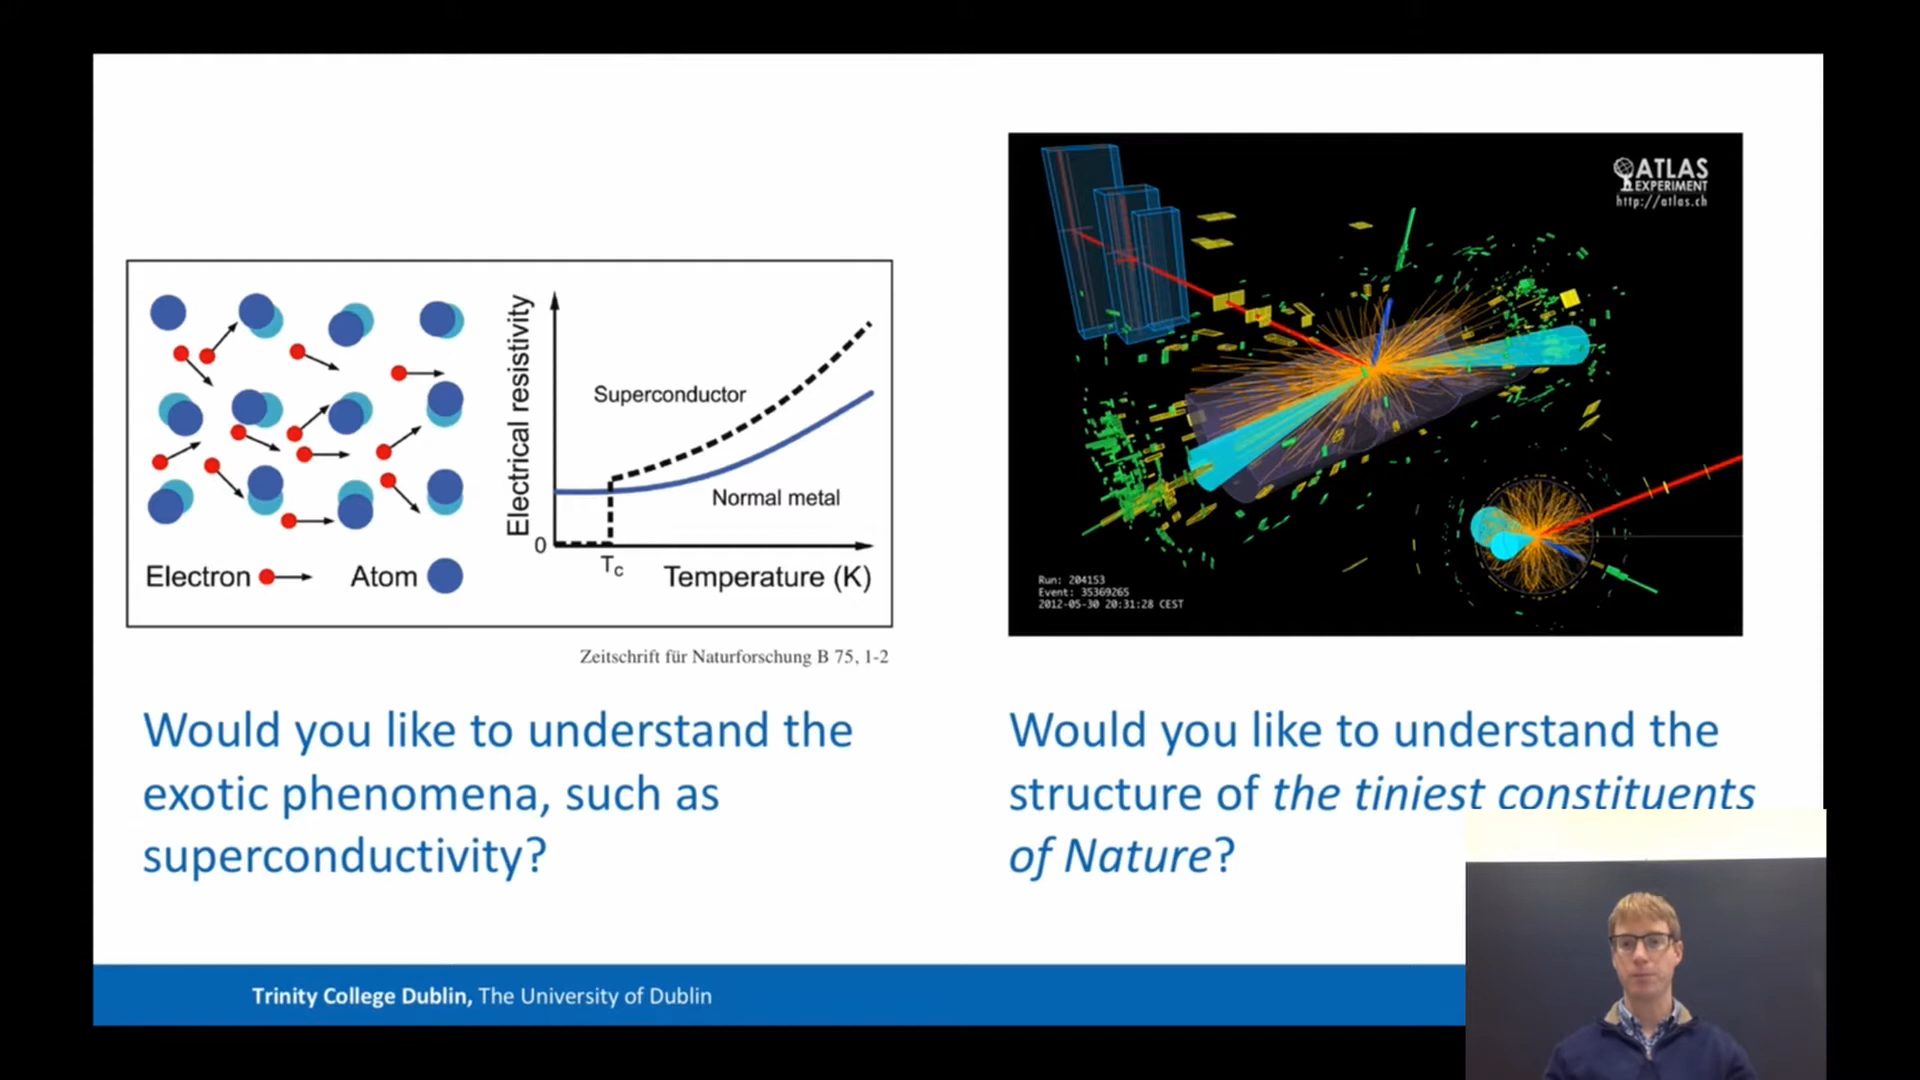 Electrical resistivity
Superconductor
Normal metal
0
Tc
Temperature (K)
Electron
Atom
Zeitschrift für Naturforschung B 75, 1-2
Would you like to understand the
exotic phenomena, such as
superconductivity?
ATLAS
EXPERIMENT
http://atlas.ch
Run: 204153
Event: 35369265
2012-05-30 20:31:28 CEST
Would you like to understand the
structure of the tiniest constituents
of Nature?
Trinity College Dublin, The University of Dublin